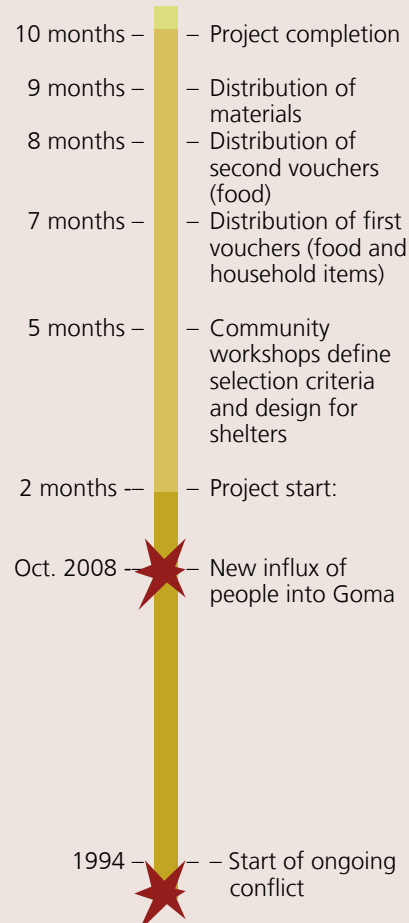 10 months – – Project completion
9 months – – Distribution of
materials
8 months – – Distribution of
second vouchers
(food)
7 months – – Distribution of first
vouchers (food and
household items)
5 months – – Community
workshops define
selection criteria
and design for
shelters
2 months -- – Project start:
Oct. 2008 -- – New influx of
people into Goma
1994 – – – Start of ongoing
conflict